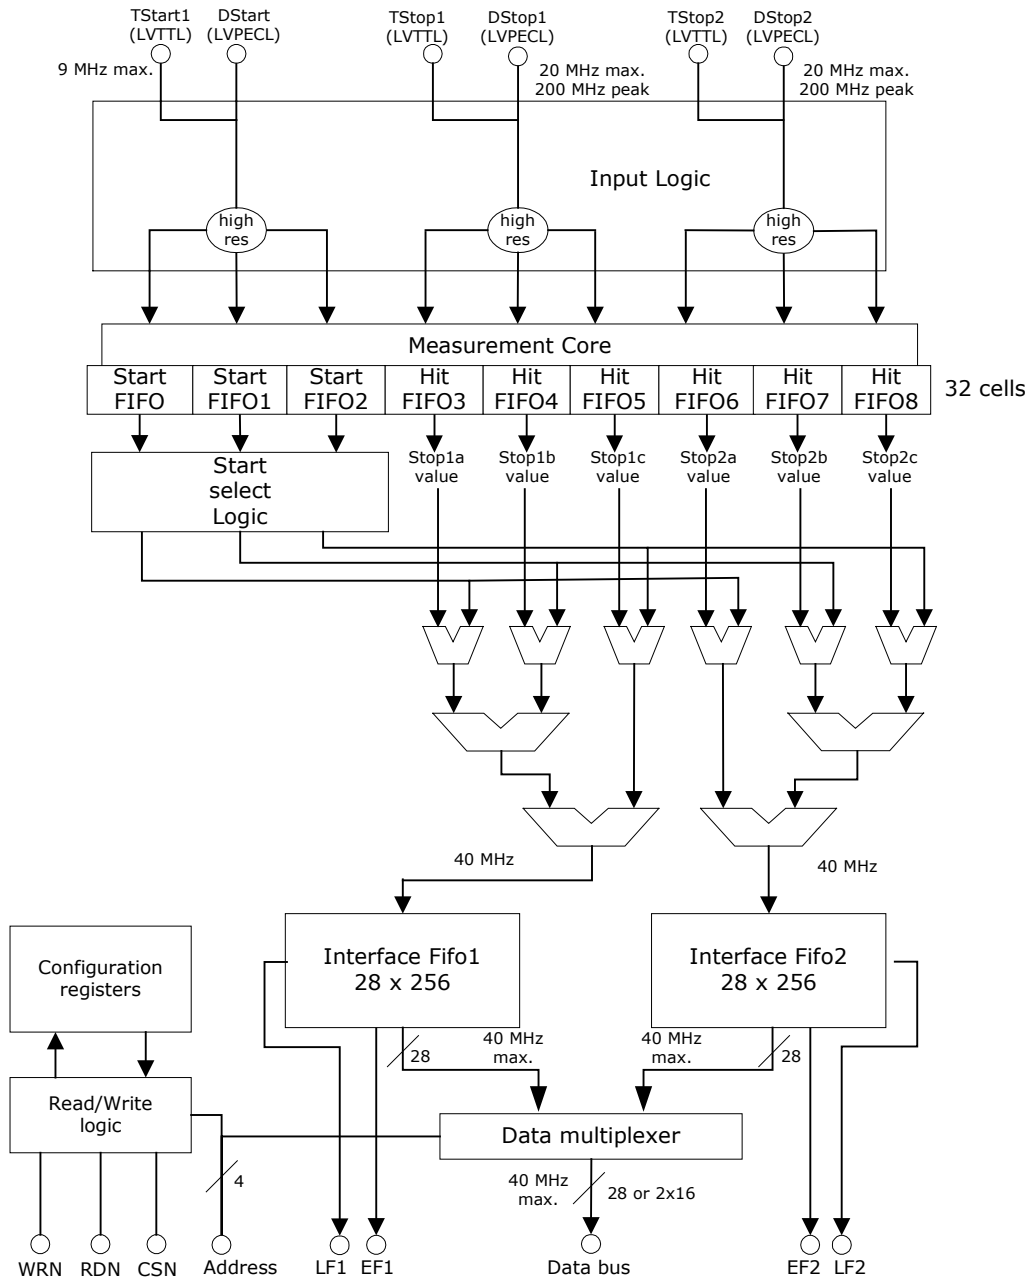 TStart1 DStart TStop1 DStop1 TStop2 DStop2
(LVTTL) (LVPECL) (LVTTL) (LVPECL) (LVTTL) (LVPECL)
9 MHz max. 20 MHz max. 20 MHz max.
200 MHz peak 200 MHz peak
Input Logic
high high high
res res res
Measurement Core
Start Start Start Hit Hit Hit Hit Hit Hit
FIFO FIFO1 FIFO2 FIFO3 FIFO4 FIFO5 FIFO6 FIFO7 FIFO8
32 cells
Start
select
Logic
Stop1a Stop1b Stop1c Stop2a Stop2b Stop2c
value value value value value value
40 MHz 40 MHz
Interface Fifo1
28 x 256
Interface Fifo2
28 x 256
Configuration
registers
40 MHz
max.
28
40 MHz
max.
28
Read/Write
logic
Data multiplexer
4
40 MHz
max.
28 or 2x16
WRN RDN CSN Address LF1 EF1 Data bus EF2 LF2